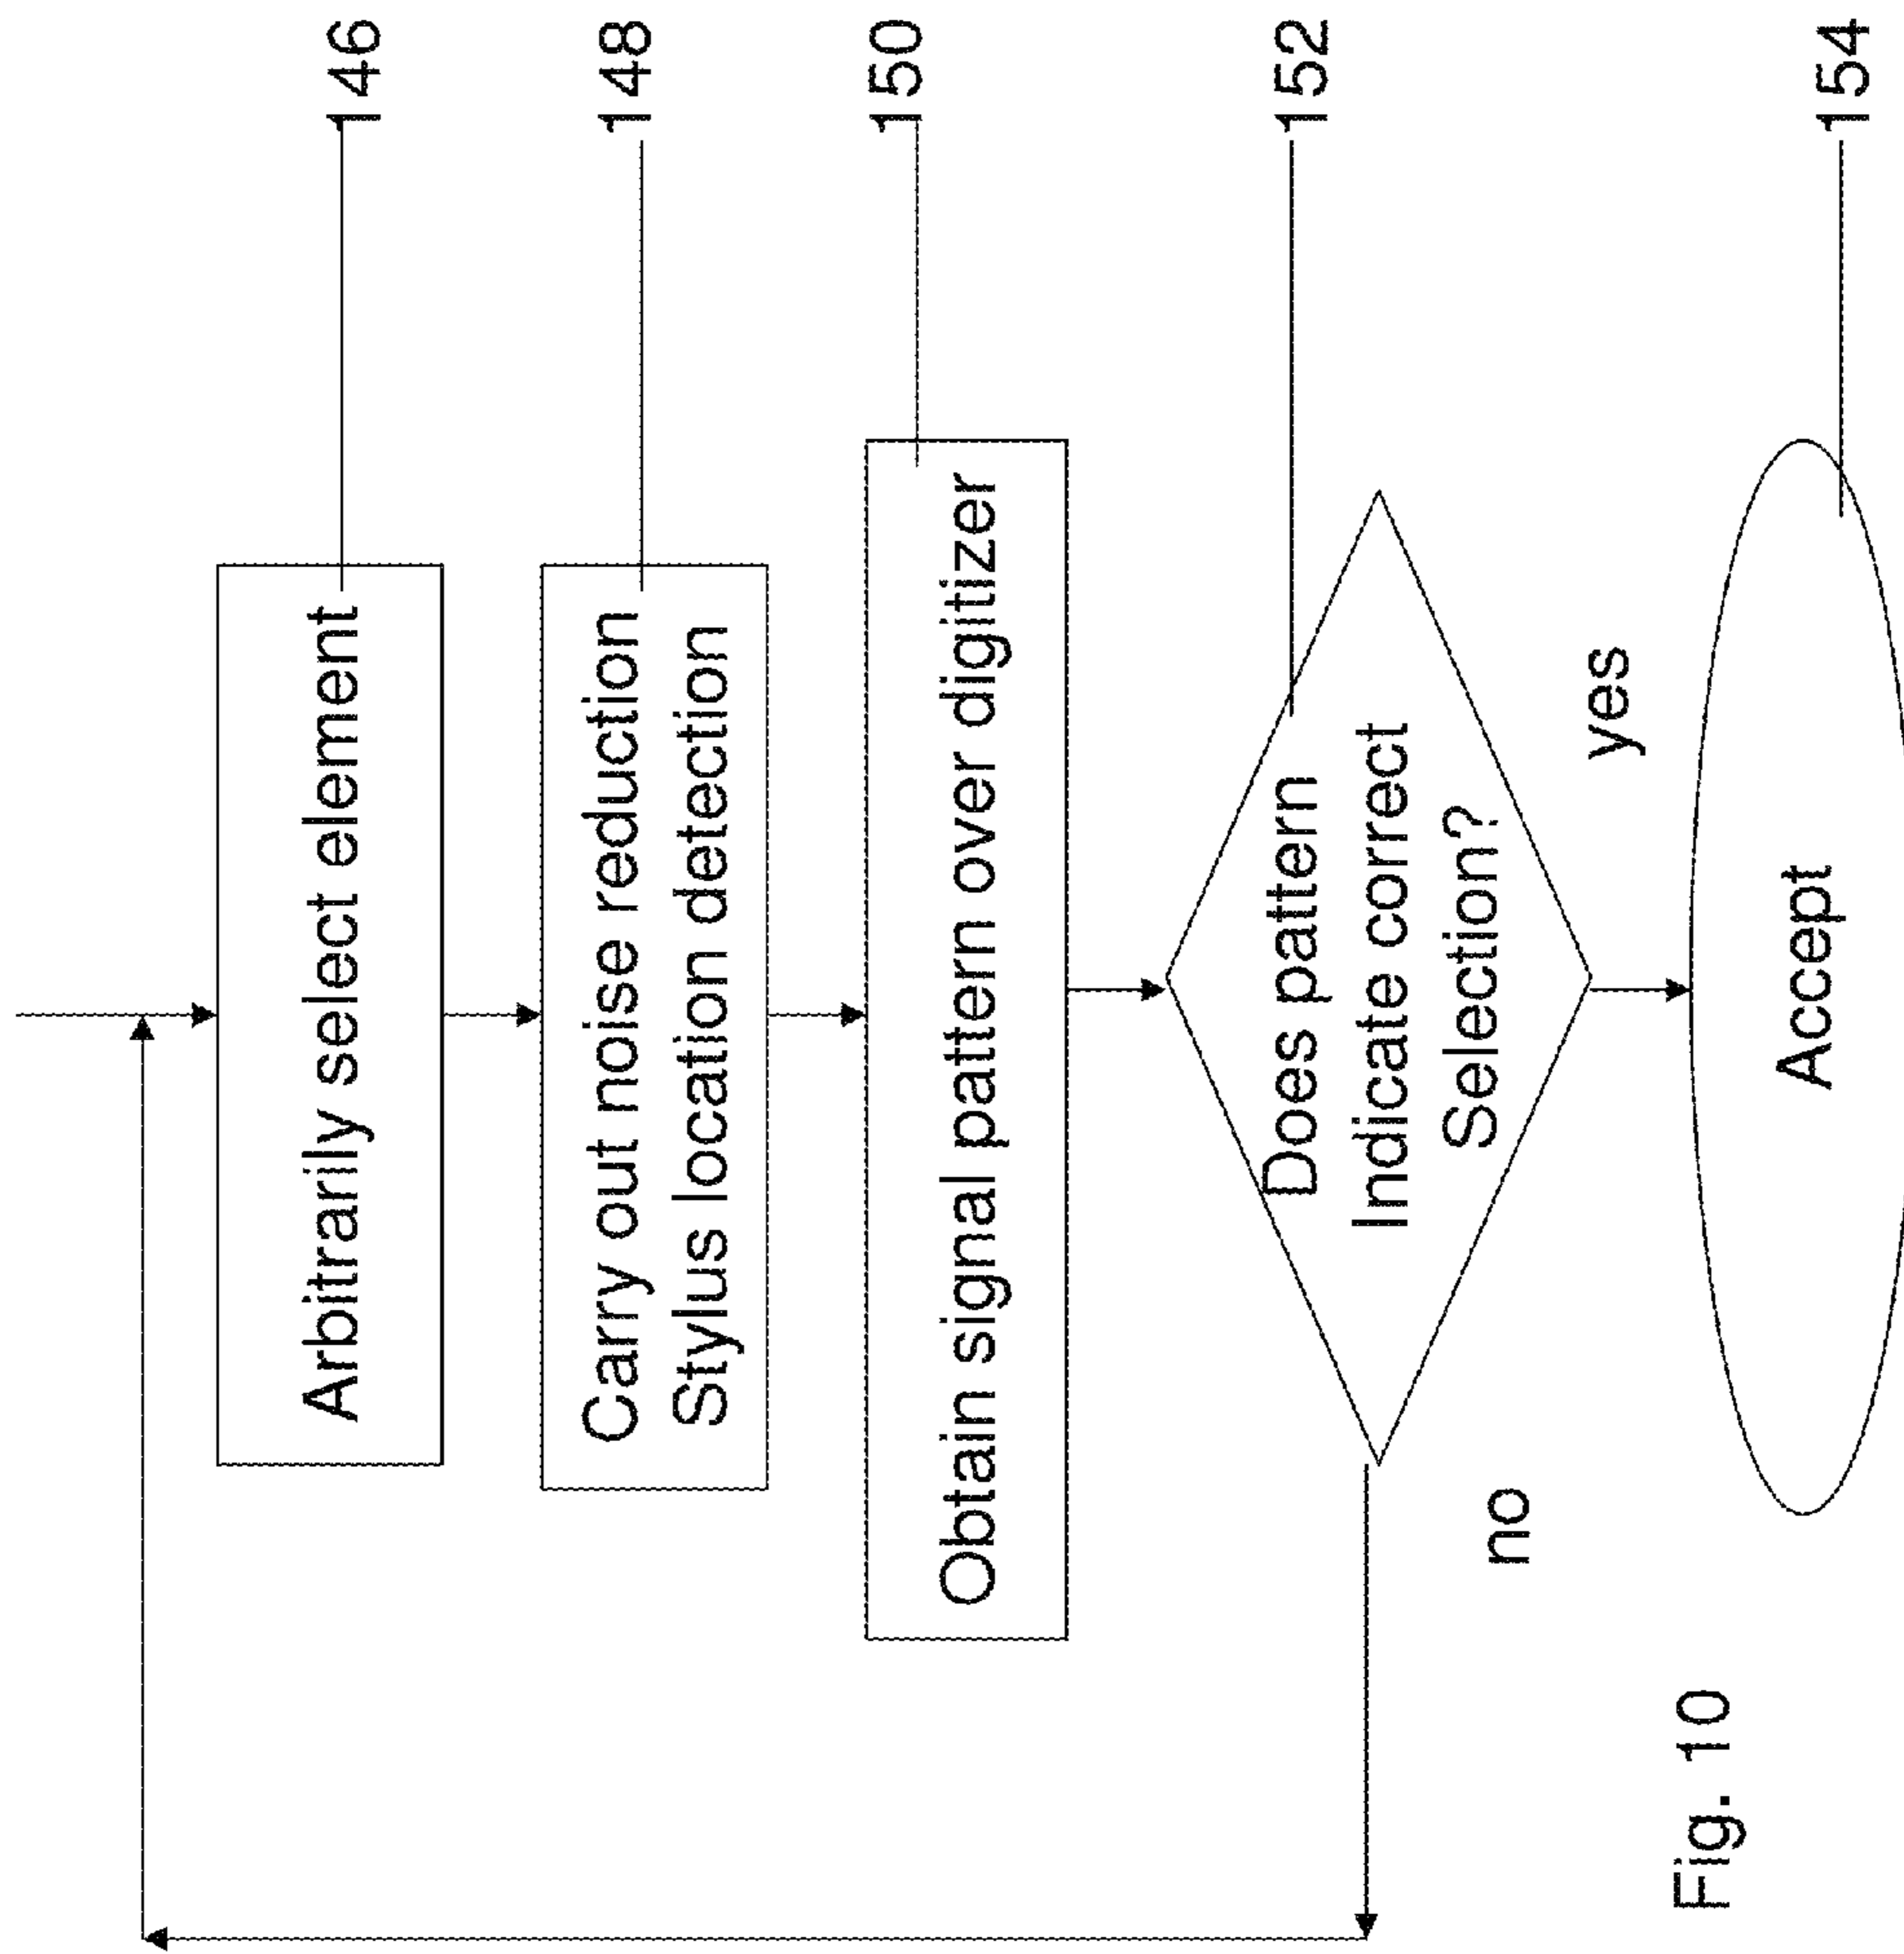 Arbitrarily select element
146
Carry out noise reduction
Stylus location detection
148
Obtain signal pattern over digitizer
150
Does pattern
Indicate correct
Selection?
152
no
yes
Accept
154
Fig. 10